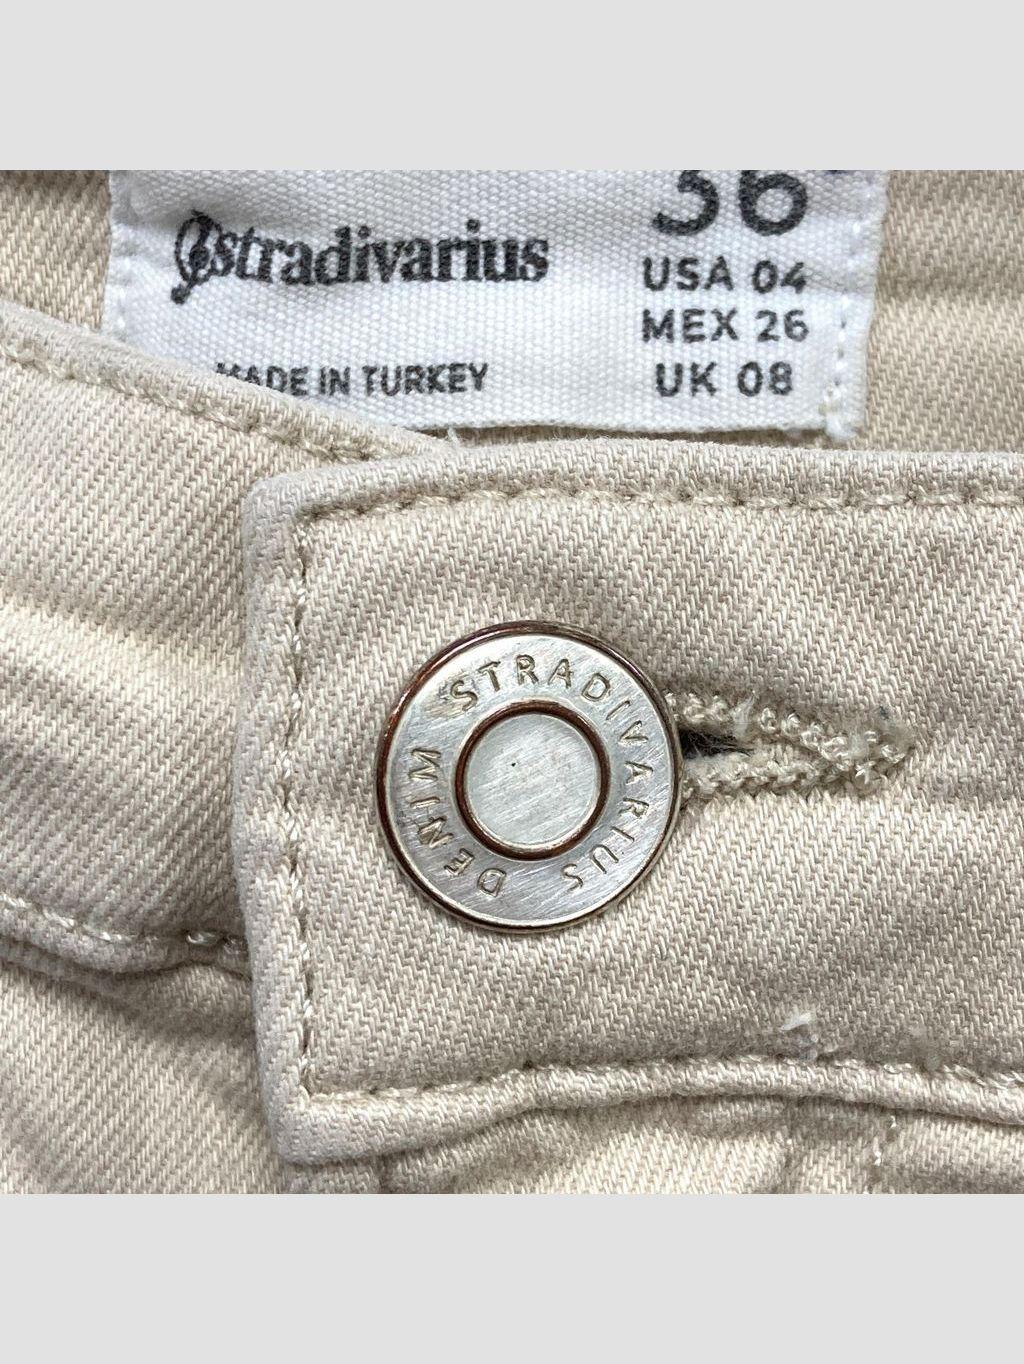 stradivarius
36
USA 04
MEX 26
UK 08
MADE IN TURKEY
STRADIVARIUS DENIM